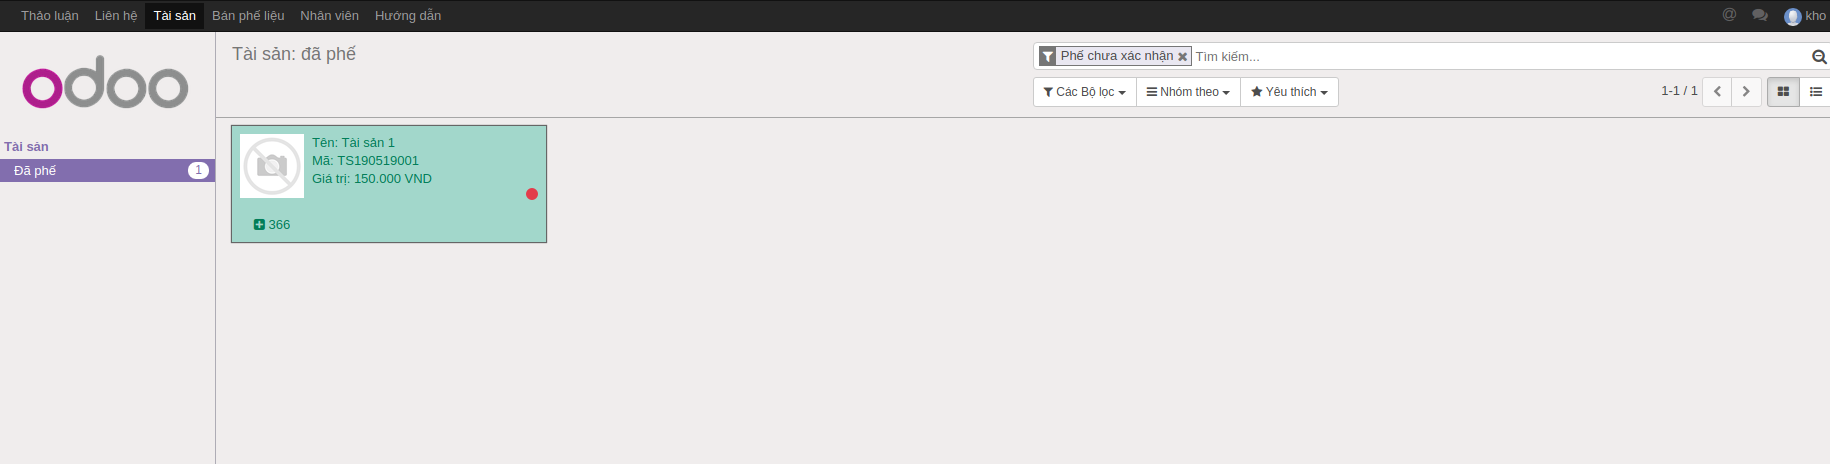 Thảo luận Liên hệ Tài sản Bán phế liệu Nhân viên Hướng dẫn @ kho
odoo
Tài sản
Đã phế 1
Tài sản: đã phế
Phế chưa xác nhận Tìm kiếm...
Các Bộ lọc Nhóm theo Yêu thích
1-1 / 1
Tên: Tài sản 1
Mã: TS190519001
Giá trị: 150.000 VND
366